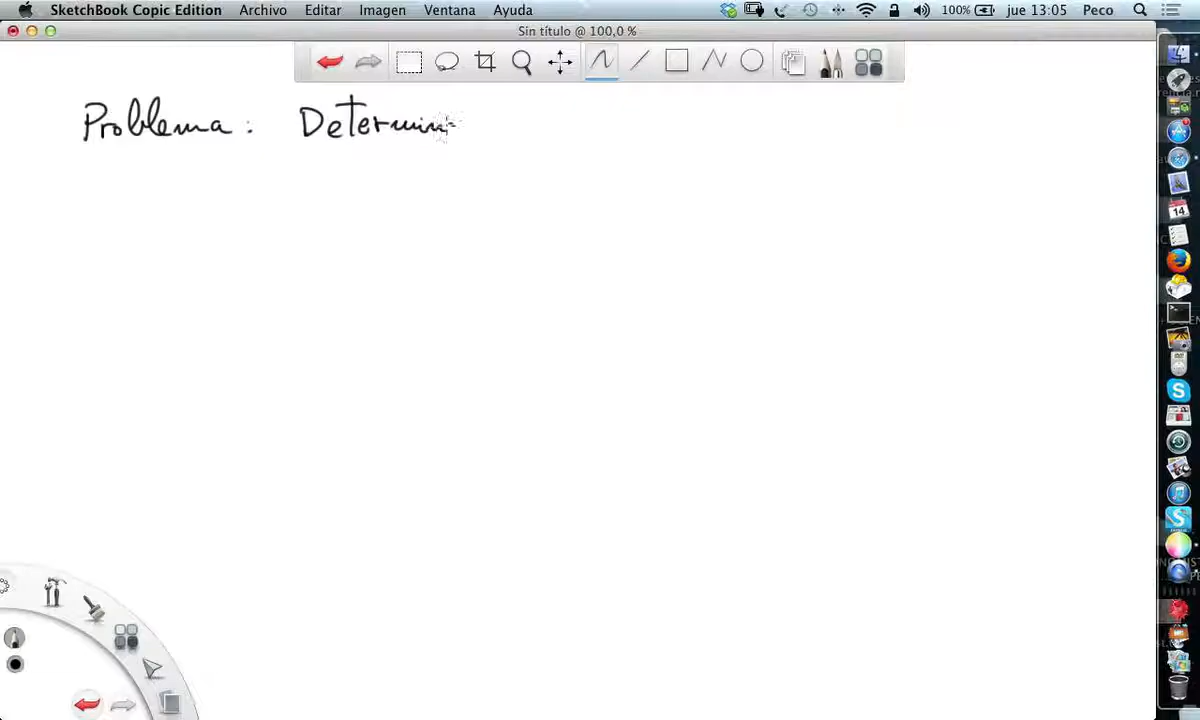 SketchBook Copic Edition Archivo Editar Imagen Ventana Ayuda 100% jue 13:05 Peco
Sin título @ 100,0 %
Problema: Determin
14